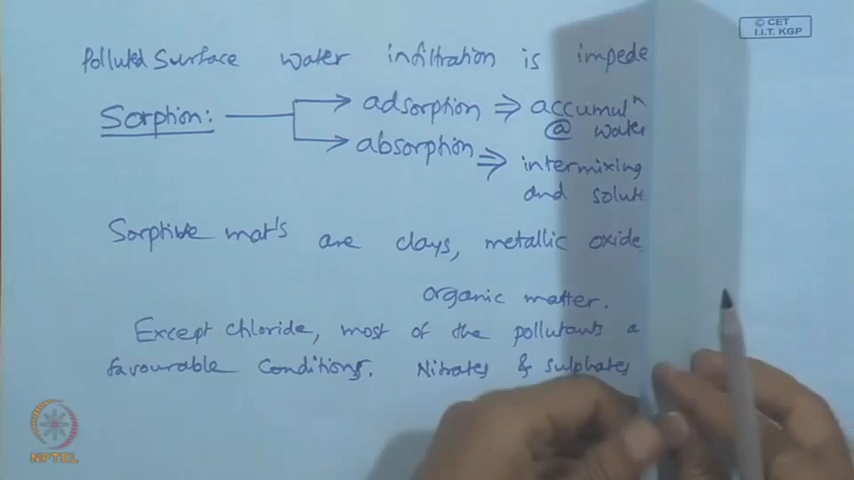 © CET
I.I.T. KGP
Polluted Surface water infiltration is impede
Sorption: adsorption ⇒ accumulⁿ
@ water
absorption ⇒ intermixing
and solute
Sorptive mat's are clays, metallic oxide
organic matter.
Except chloride, most of the pollutants a
favourable conditions. Nitrates & sulphates
NPTEL